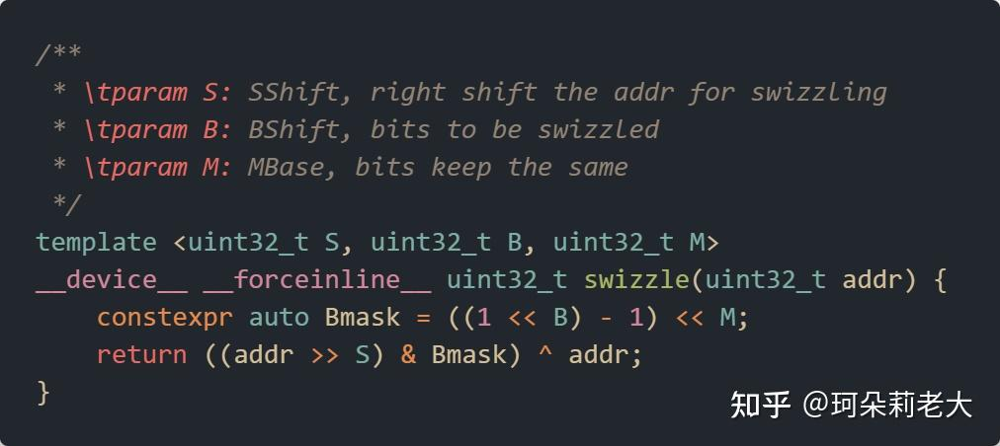 /**
 * \tparam S: SShift, right shift the addr for swizzling
 * \tparam B: BShift, bits to be swizzled
 * \tparam M: MBase, bits keep the same
 */
template <uint32_t S, uint32_t B, uint32_t M>
__device__ __forceinline__ uint32_t swizzle(uint32_t addr) {
    constexpr auto Bmask = ((1 << B) - 1) << M;
    return ((addr >> S) & Bmask) ^ addr;
}
知乎 @珂朵莉老大